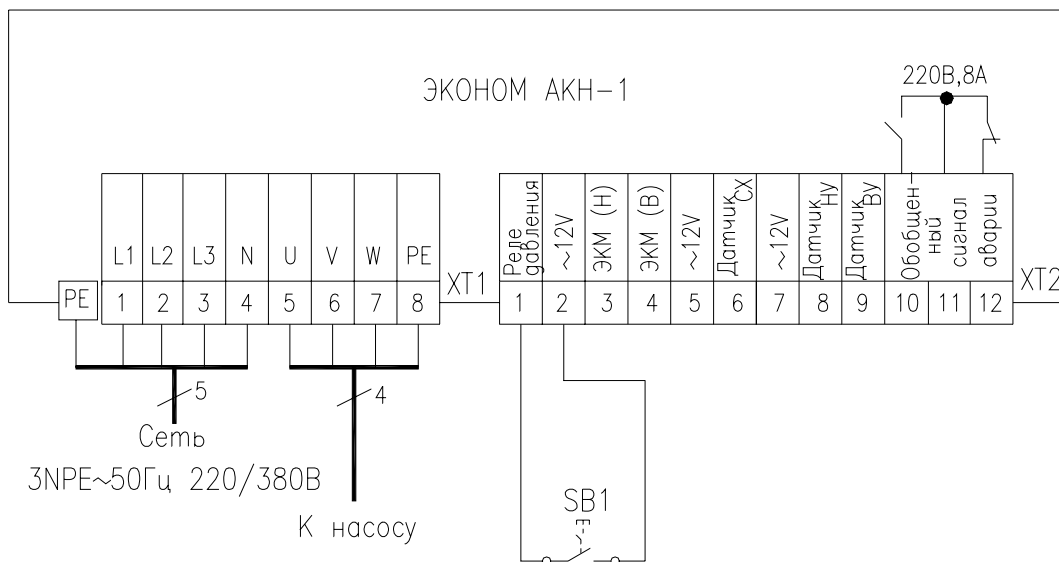 ЭКОНОМ АКН-1
220В,8А
L1 L2 L3 N U V W PE
PE 1 2 3 4 5 6 7 8 XT1
Реле давления
~12V
ЭКМ (Н)
ЭКМ (В)
~12V
Датчик СХ
~12V
Датчик НУ
Датчик ВУ
Обобщен-
ный
сигнал
аварии
1 2 3 4 5 6 7 8 9 10 11 12 XT2
5
4
Сеть
3NPE~50Гц 220/380В
К насосу
SB1